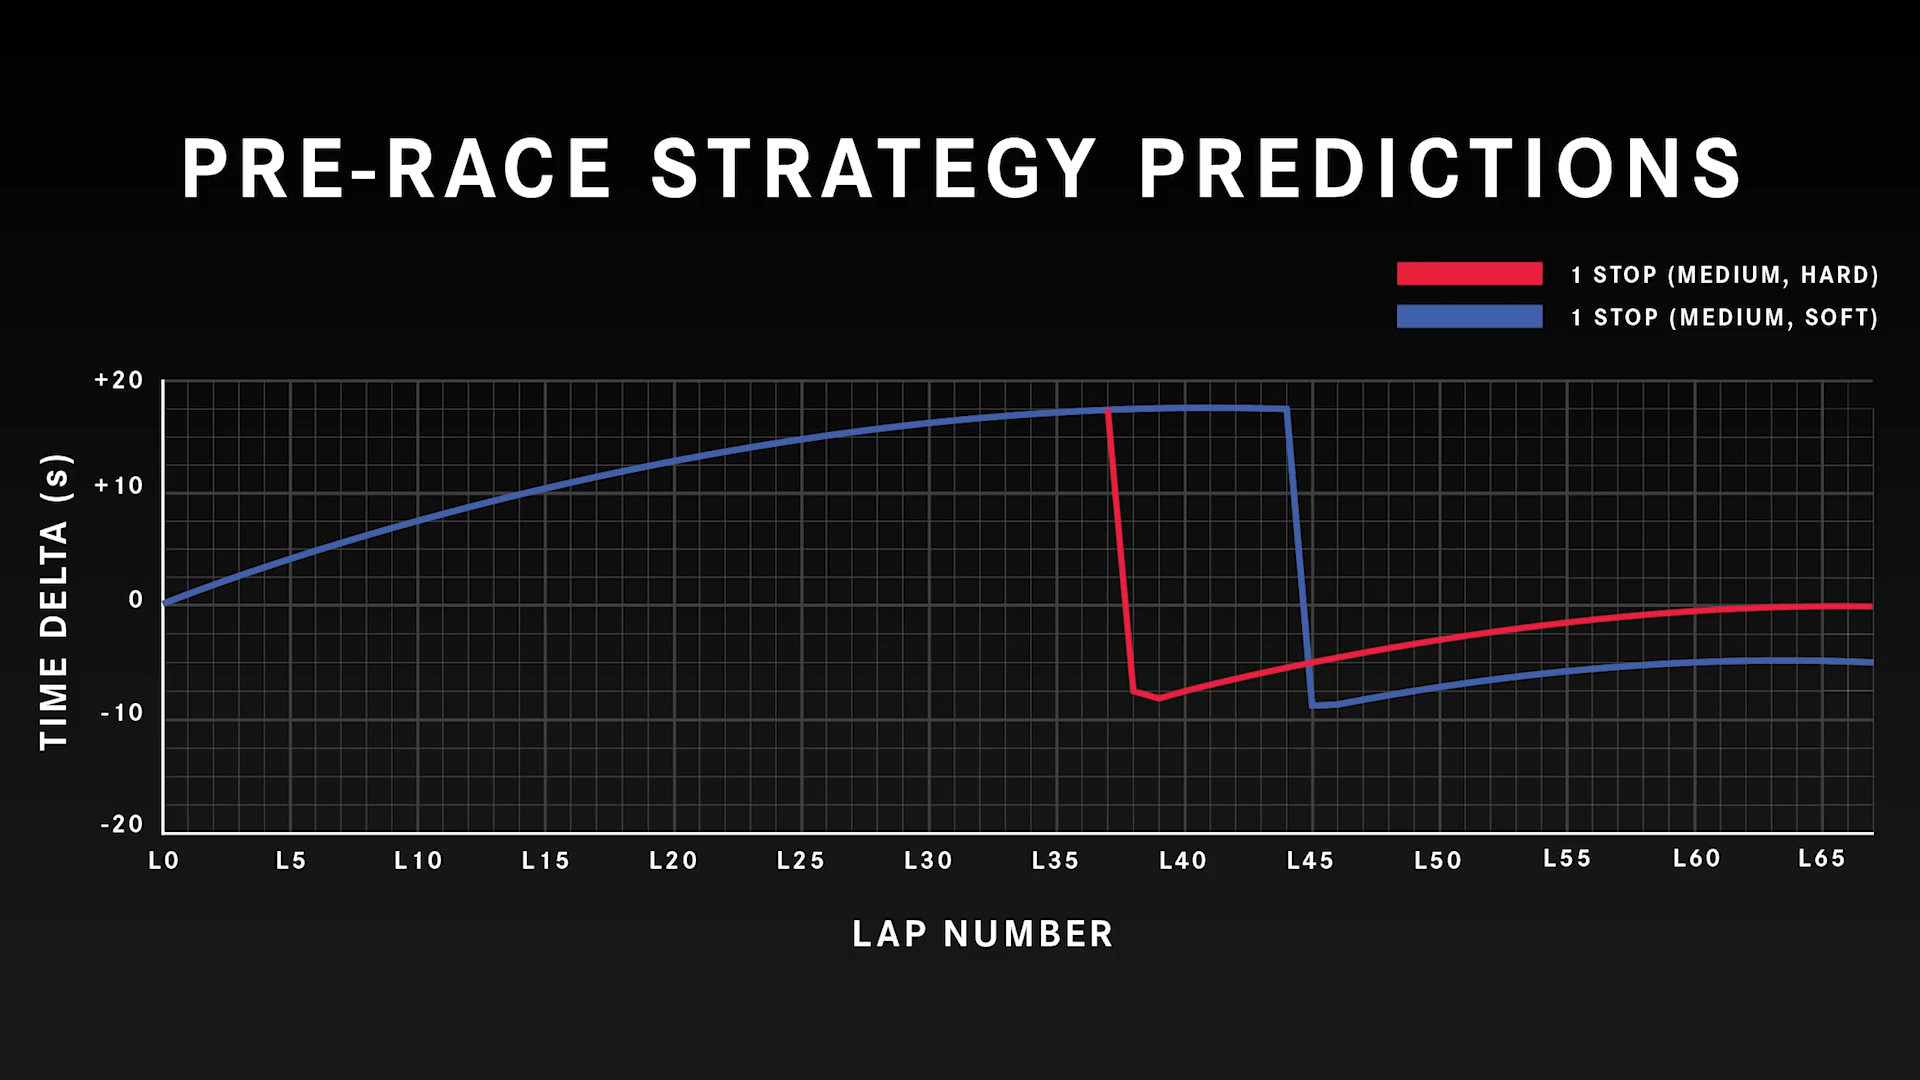 PRE-RACE STRATEGY PREDICTIONS
1 STOP (MEDIUM, HARD)
1 STOP (MEDIUM, SOFT)
TIME DELTA (s)
+20
+10
0
-10
-20
L0 L5 L10 L15 L20 L25 L30 L35 L40 L45 L50 L55 L60 L65
LAP NUMBER